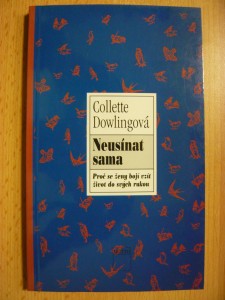 Collette
Dowlingová
Neusínat
sama
Proč se ženy bojí vzít
život do svých rukou